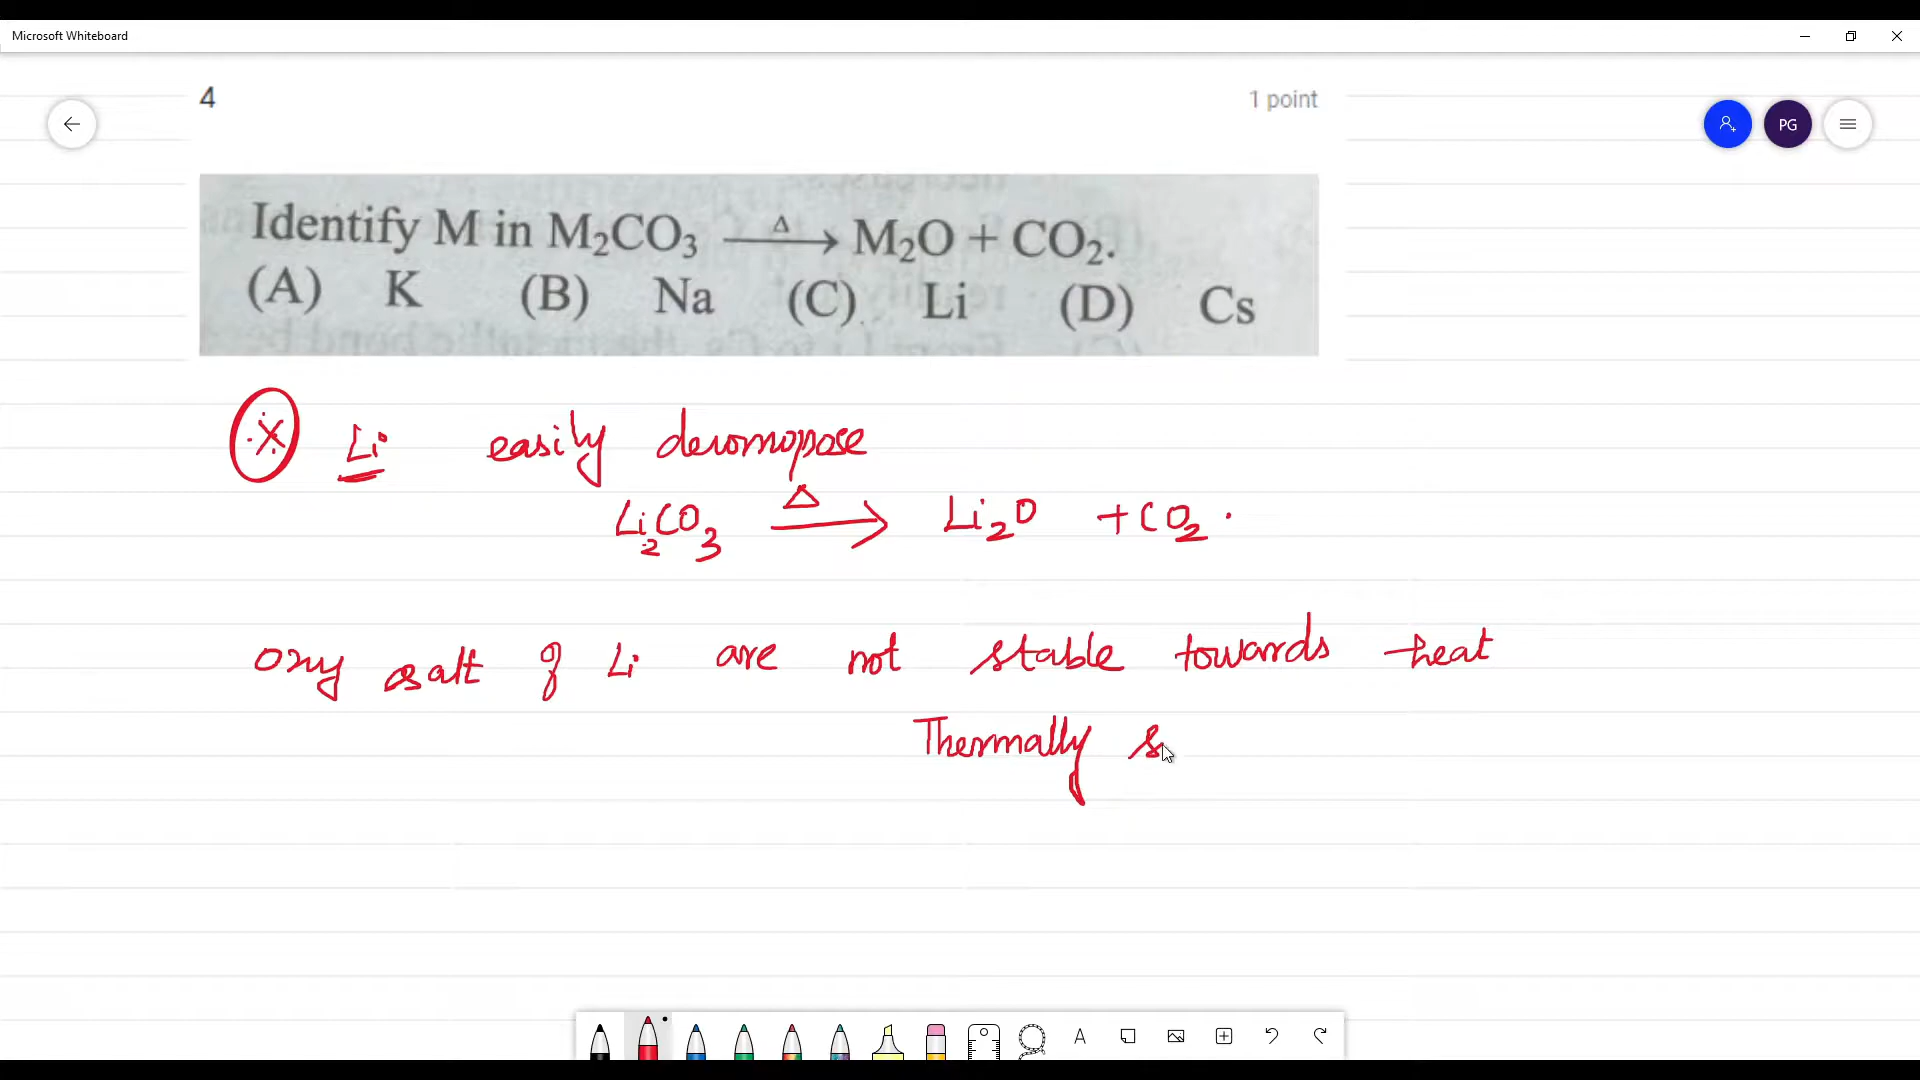 Microsoft Whiteboard
4
1 point
PG
Identify M in M₂CO₃ —Δ→ M₂O + CO₂.
(A) K (B) Na (C) Li (D) Cs
Li easily decomopose
Li₂CO₃ —Δ→ Li₂O + CO₂.
oxy salt of Li are not stable towards heat
Thermally s
A